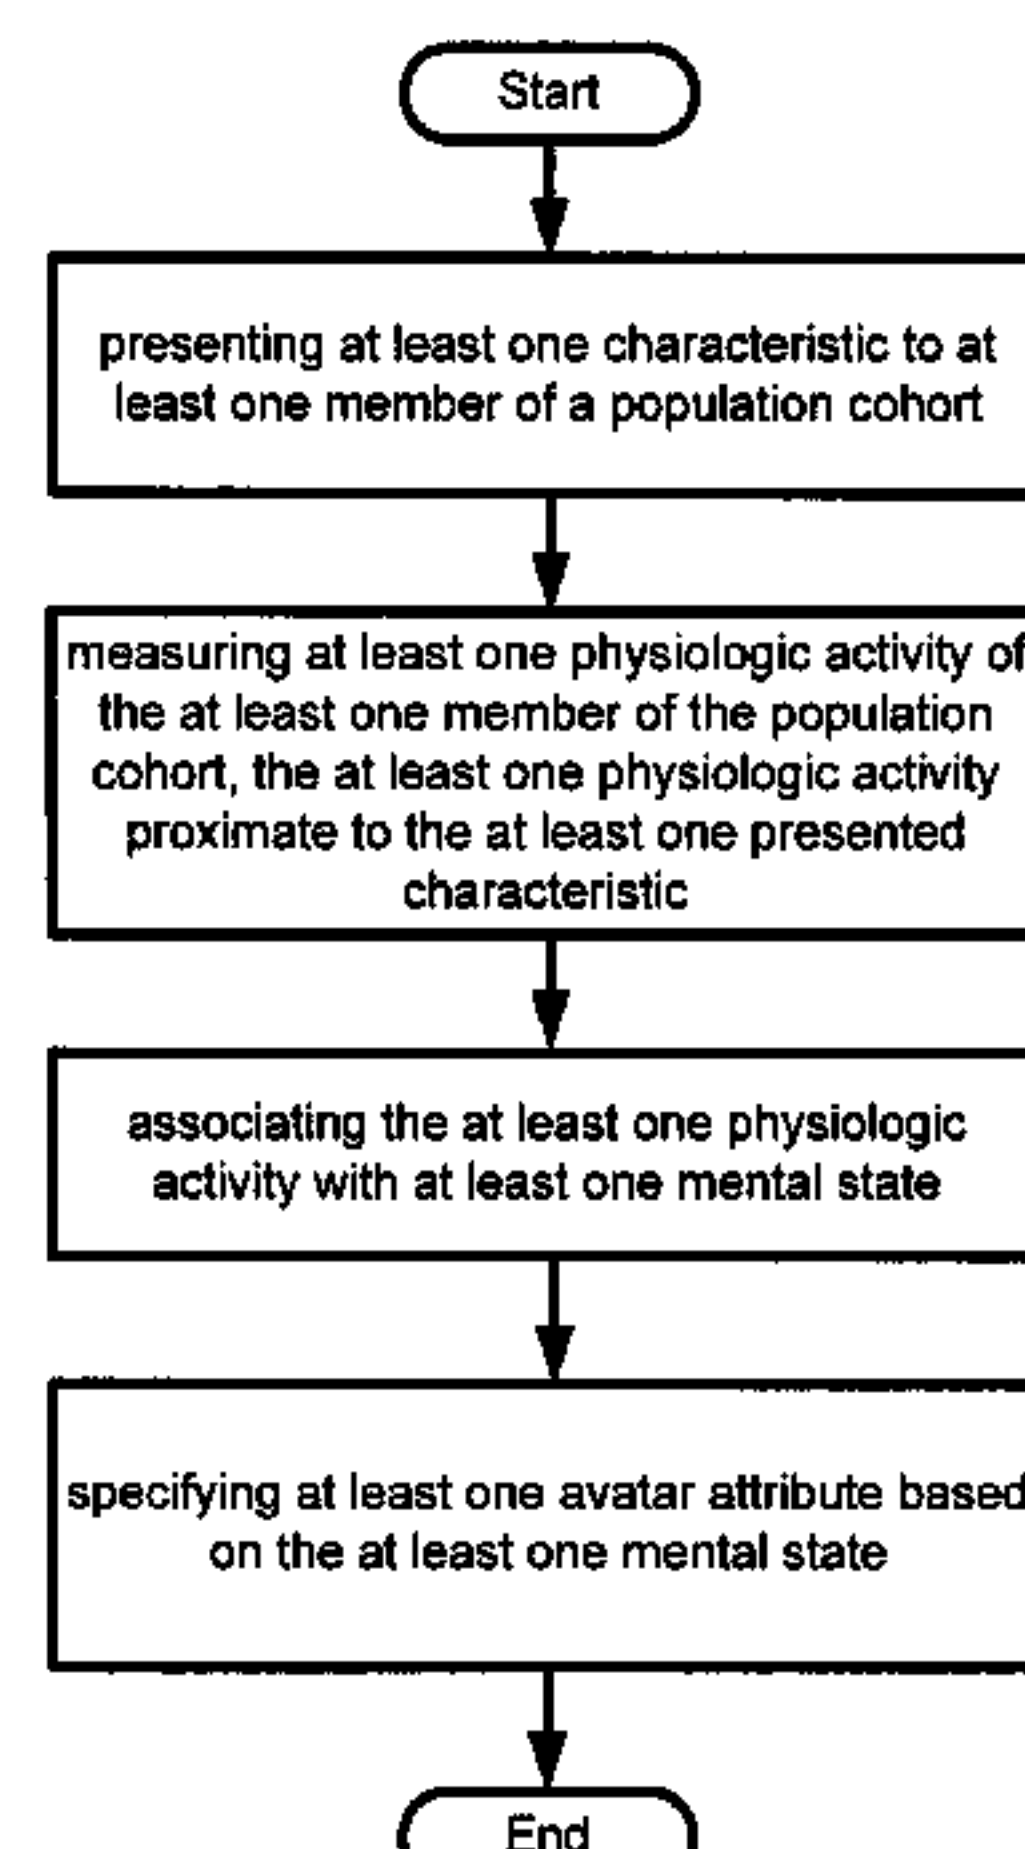 Start
presenting at least one characteristic to at
least one member of a population cohort
measuring at least one physiologic activity of
the at least one member of the population
cohort, the at least one physiologic activity
proximate to the at least one presented
characteristic
associating the at least one physiologic
activity with at least one mental state
specifying at least one avatar attribute based
on the at least one mental state
End